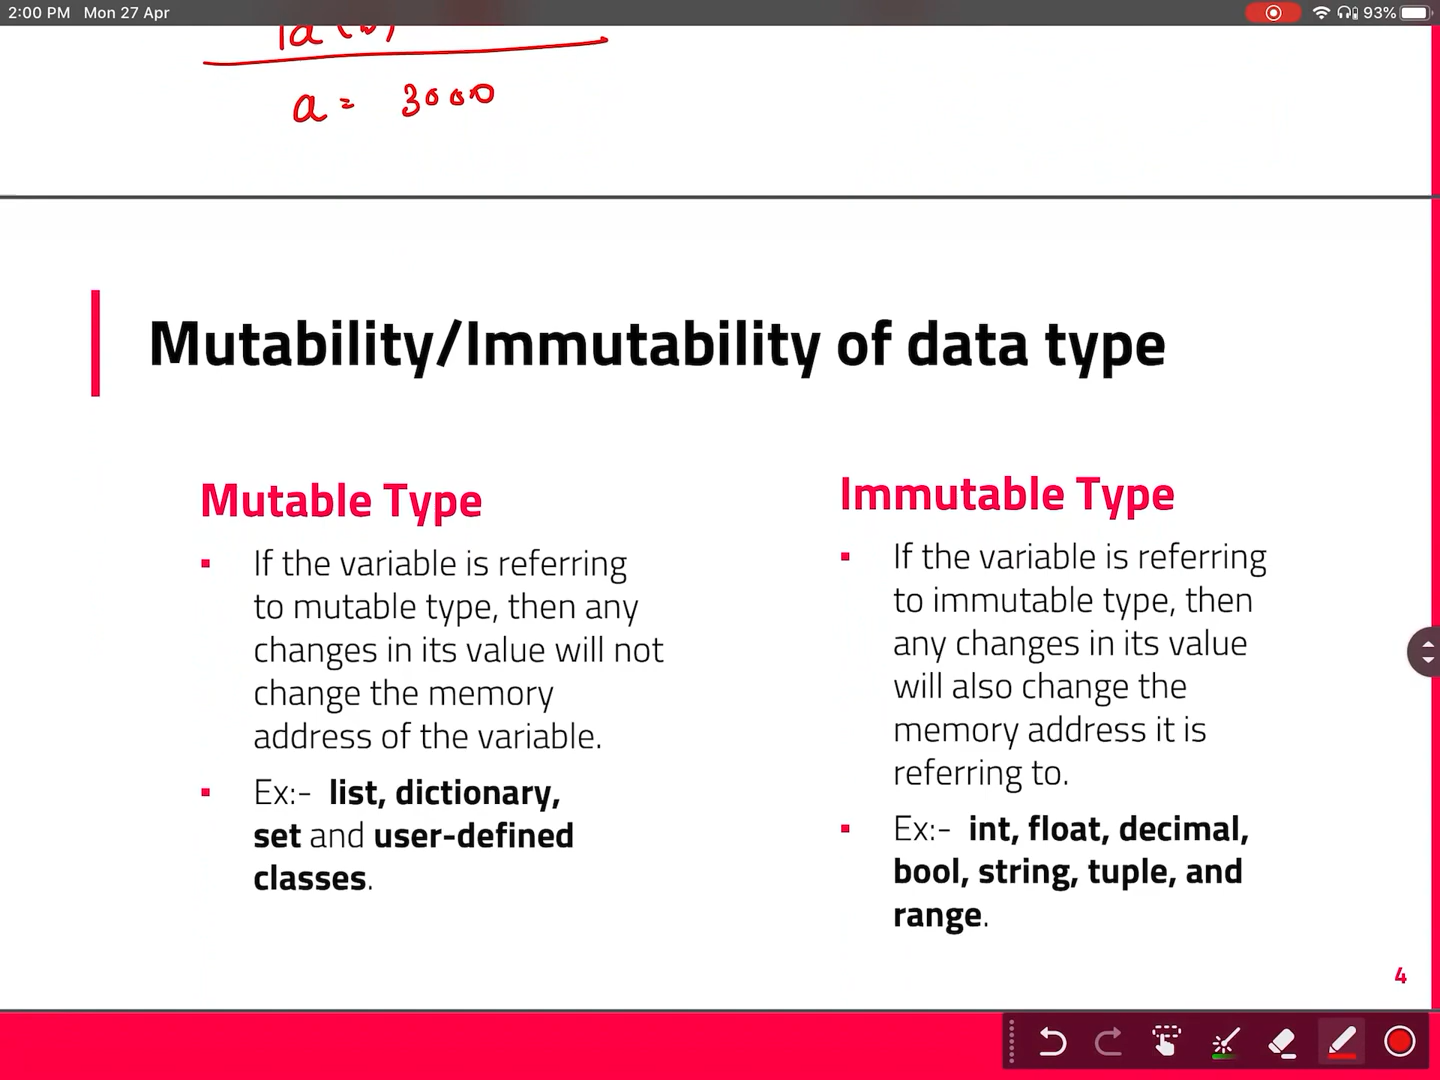 2:00 PM Mon 27 Apr 93%
a = 3000
Mutability/Immutability of data type
Mutable Type
▪ If the variable is referring
to mutable type, then any
changes in its value will not
change the memory
address of the variable.
▪ Ex:- list, dictionary,
set and user-defined
classes.
Immutable Type
▪ If the variable is referring
to immutable type, then
any changes in its value
will also change the
memory address it is
referring to.
▪ Ex:- int, float, decimal,
bool, string, tuple, and
range.
4